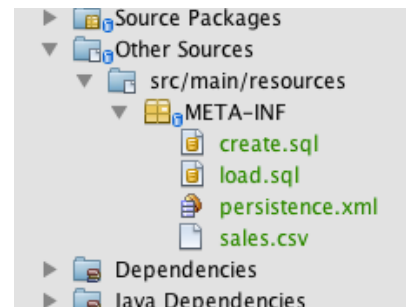 Source Packages
Other Sources
src/main/resources
META-INF
create.sql
load.sql
persistence.xml
sales.csv
Dependencies
Java Dependencies